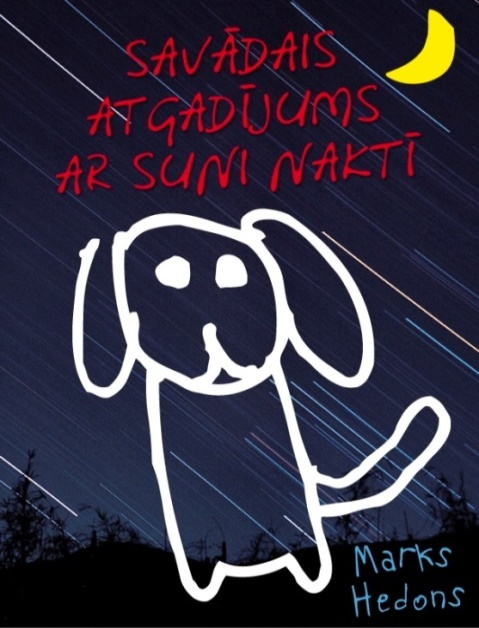 SAVĀDAIS
ATGADĪJUMS
AR SUNI NAKTĪ
Marks
Hedons